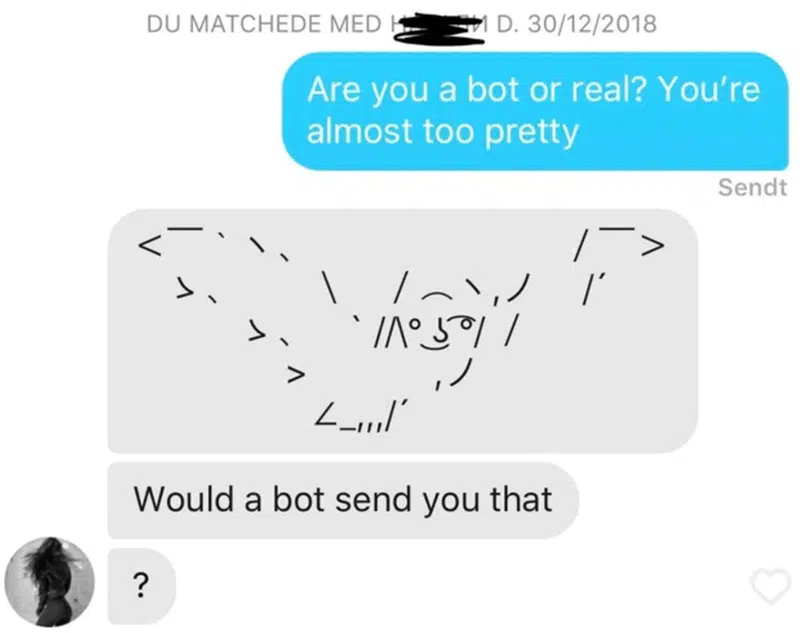 DU MATCHEDE MED D. 30/12/2018
Are you a bot or real? You're
almost too pretty
Sendt
<￣｀ヽ、　　　　　 / ￣>
ゝ、　　＼　 /⌒ヽ,ノ 　 /´
ゝ、 `( ͡° ͜ʖ ͡°) /
>　 　 ,ノ
∠_,,,/´
Would a bot send you that
?